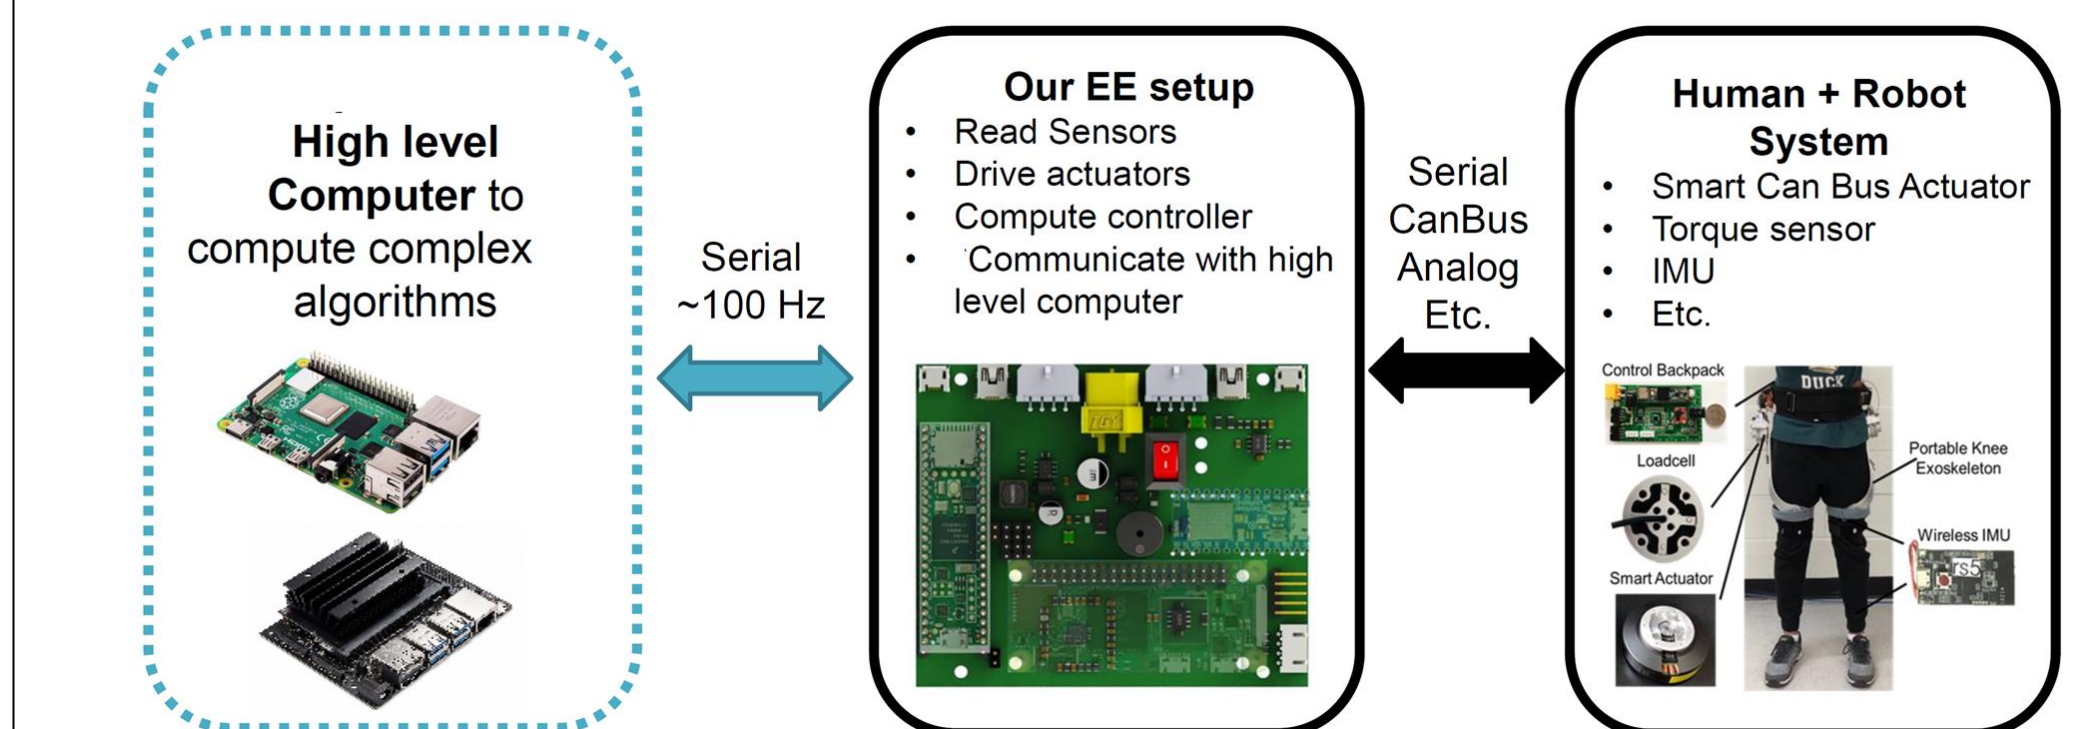 High level
Computer to
compute complex
algorithms
Serial
~100 Hz
Our EE setup
• Read Sensors
• Drive actuators
• Compute controller
• Communicate with high
level computer
Serial
CanBus
Analog
Etc.
Human + Robot
System
• Smart Can Bus Actuator
• Torque sensor
• IMU
• Etc.
Control Backpack
Loadcell
Smart Actuator
DUCK
Portable Knee
Exoskeleton
Wireless IMU
rs5